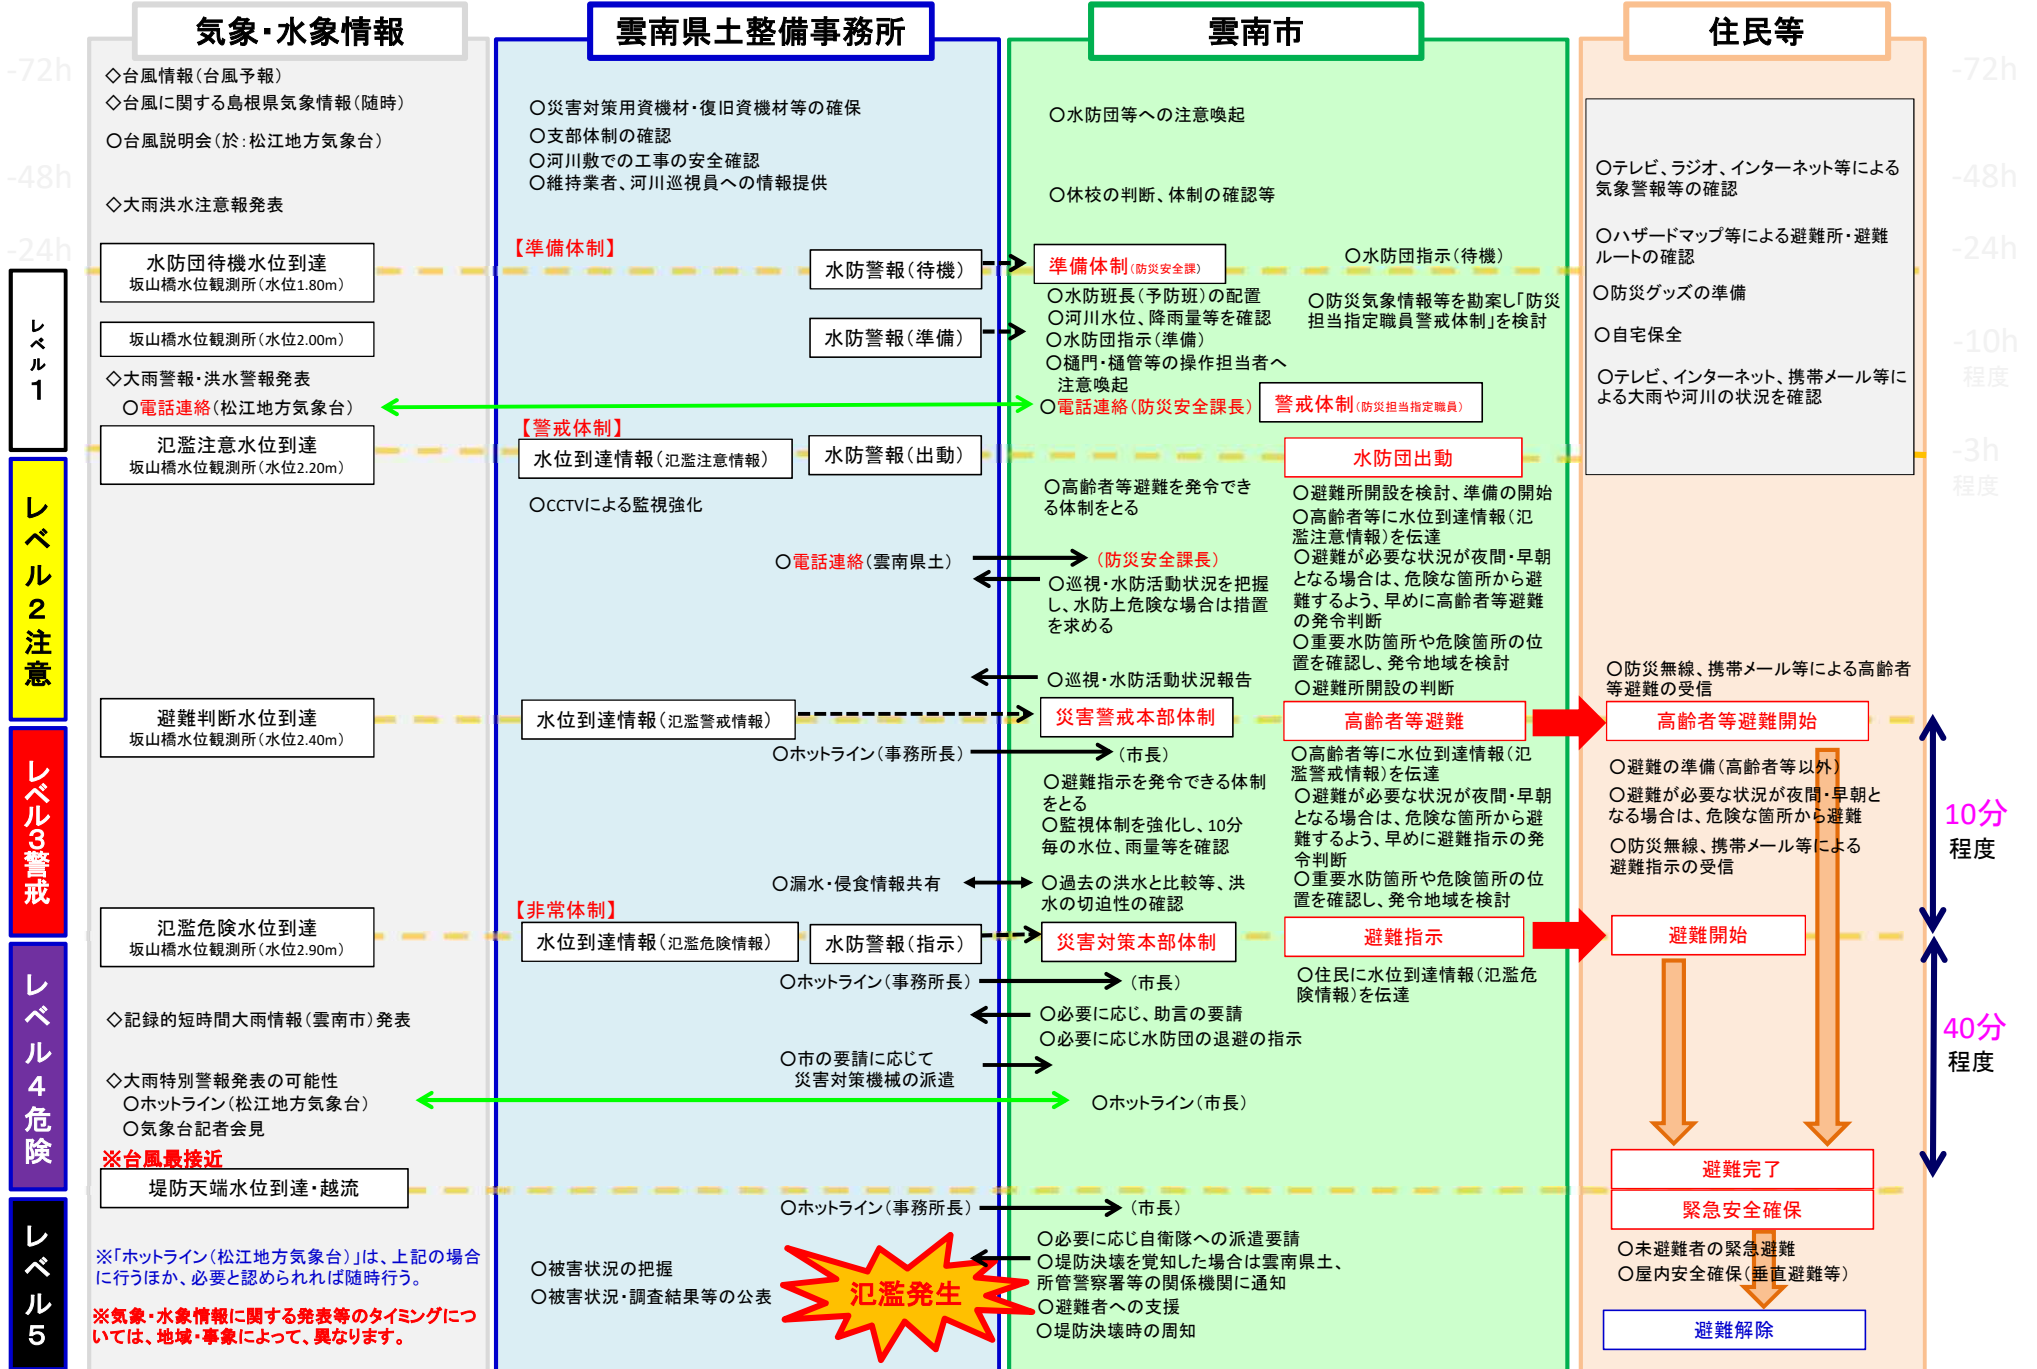 気象・水象情報
雲南県土整備事務所
雲南市
住民等
-72h
-48h
-24h
レベル1
レベル2注意
レベル3警戒
レベル4危険
レベル5
◇台風情報(台風予報)
◇台風に関する島根県気象情報(随時)
○台風説明会(於:松江地方気象台)
◇大雨洪水注意報発表
水防団待機水位到達
坂山橋水位観測所(水位1.80m)
坂山橋水位観測所(水位2.00m)
◇大雨警報・洪水警報発表
○電話連絡(松江地方気象台)
氾濫注意水位到達
坂山橋水位観測所(水位2.20m)
避難判断水位到達
坂山橋水位観測所(水位2.40m)
氾濫危険水位到達
坂山橋水位観測所(水位2.90m)
◇記録的短時間大雨情報(雲南市)発表
◇大雨特別警報発表の可能性
○ホットライン(松江地方気象台)
○気象台記者会見
※台風最接近
堤防天端水位到達・越流
※「ホットライン(松江地方気象台)」は、上記の場合
に行うほか、必要と認められれば随時行う。
※気象・水象情報に関する発表等のタイミングにつ
いては、地域・事象によって、異なります。
○災害対策用資機材・復旧資機材等の確保
○支部体制の確認
○河川敷での工事の安全確認
○維持業者、河川巡視員への情報提供
【準備体制】
水防警報(待機)
水防警報(準備)
【警戒体制】
水位到達情報(氾濫注意情報)
水防警報(出動)
○CCTVによる監視強化
○電話連絡(雲南県土)
水位到達情報(氾濫警戒情報)
○ホットライン(事務所長)
○漏水・侵食情報共有
【非常体制】
水位到達情報(氾濫危険情報)
水防警報(指示)
○ホットライン(事務所長)
○市の要請に応じて
災害対策機械の派遣
○ホットライン(事務所長)
○被害状況の把握
○被害状況・調査結果等の公表
氾濫発生
○水防団等への注意喚起
○休校の判断、体制の確認等
準備体制(防災安全課)
○水防団指示(待機)
○水防班長(予防班)の配置
○河川水位、降雨量等を確認
○水防団指示(準備)
○樋門・樋管等の操作担当者へ
注意喚起
○防災気象情報等を勘案し「防災
担当指定職員警戒体制」を検討
○電話連絡(防災安全課長)
警戒体制(防災担当指定職員)
水防団出動
○高齢者等避難を発令でき
る体制をとる
(防災安全課長)
○巡視・水防活動状況を把握
し、水防上危険な場合は措置
を求める
○巡視・水防活動状況報告
○避難所開設を検討、準備の開始
○高齢者等に水位到達情報(氾
濫注意情報)を伝達
○避難が必要な状況が夜間・早朝
となる場合は、危険な箇所から避
難するよう、早めに高齢者等避難
の発令判断
○重要水防箇所や危険箇所の位
置を確認し、発令地域を検討
○避難所開設の判断
災害警戒本部体制
高齢者等避難
(市長)
○避難指示を発令できる体制
をとる
○監視体制を強化し、10分
毎の水位、雨量等を確認
○過去の洪水と比較等、洪
水の切迫性の確認
○高齢者等に水位到達情報(氾
濫警戒情報)を伝達
○避難が必要な状況が夜間・早朝
となる場合は、危険な箇所から避
難するよう、早めに避難指示の発
令判断
○重要水防箇所や危険箇所の位
置を確認し、発令地域を検討
災害対策本部体制
避難指示
(市長)
○住民に水位到達情報(氾濫危
険情報)を伝達
○必要に応じ、助言の要請
○必要に応じ水防団の退避の指示
○ホットライン(市長)
(市長)
○必要に応じ自衛隊への派遣要請
○堤防決壊を覚知した場合は雲南県土、
所管警察署等の関係機関に通知
○避難者への支援
○堤防決壊時の周知
○テレビ、ラジオ、インターネット等による
気象警報等の確認
○ハザードマップ等による避難所・避難
ルートの確認
○防災グッズの準備
○自宅保全
○テレビ、インターネット、携帯メール等に
よる大雨や河川の状況を確認
○防災無線、携帯メール等による高齢者
等避難の受信
高齢者等避難開始
○避難の準備(高齢者等以外)
○避難が必要な状況が夜間・早朝と
なる場合は、危険な箇所から避難
○防災無線、携帯メール等による
避難指示の受信
避難開始
避難完了
緊急安全確保
○未避難者の緊急避難
○屋内安全確保(垂直避難等)
避難解除
-72h
-48h
-24h
-10h
程度
-3h
程度
10分
程度
40分
程度